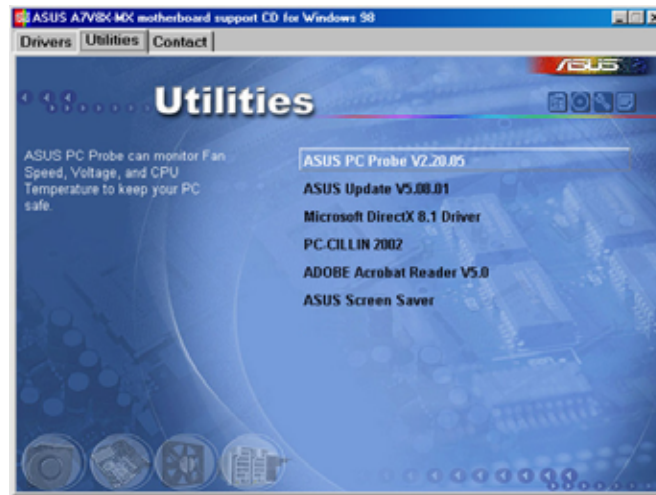 ASUS A7V8X-MX motherboard support CD for Windows 98
Drivers Utilities Contact
ASUS
Utilities
ASUS PC Probe can monitor Fan
Speed, Voltage, and CPU
Temperature to keep your PC
safe.
ASUS PC Probe V2.20.05
ASUS Update V5.08.01
Microsoft DirectX 8.1 Driver
PC-CILLIN 2002
ADOBE Acrobat Reader V5.0
ASUS Screen Saver